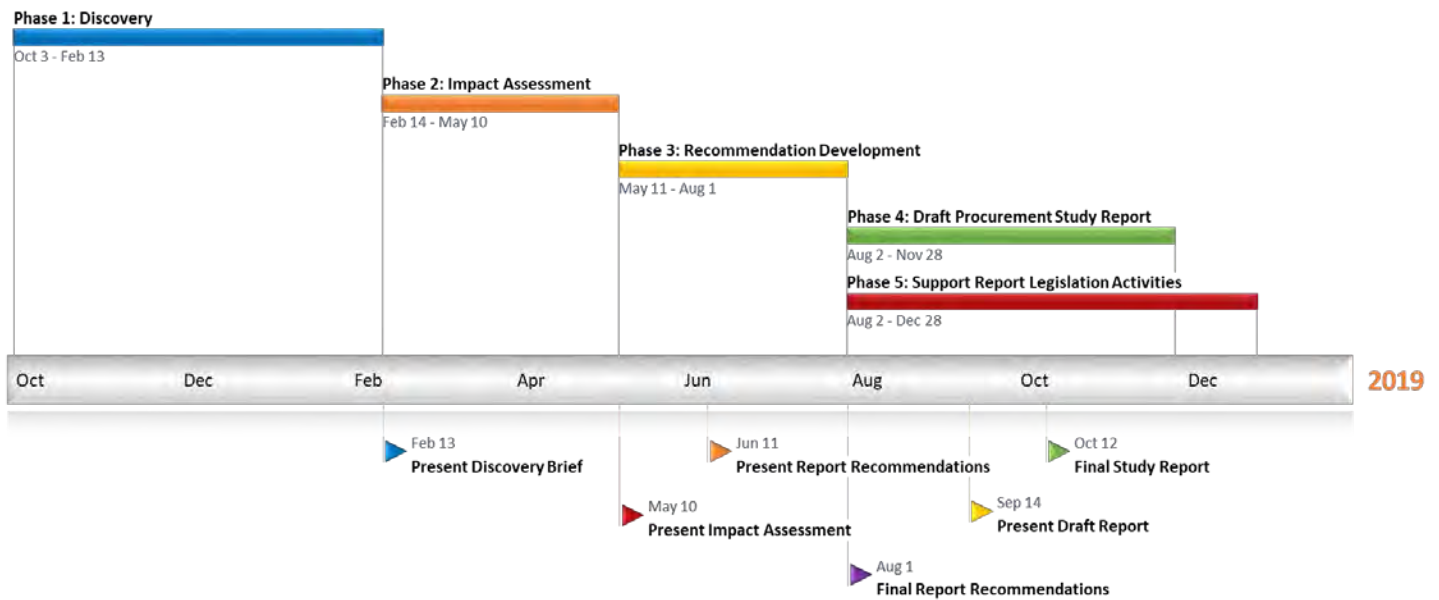 Phase 1: Discovery
Oct 3 - Feb 13
Phase 2: Impact Assessment
Feb 14 - May 10
Phase 3: Recommendation Development
May 11 - Aug 1
Phase 4: Draft Procurement Study Report
Aug 2 - Nov 28
Phase 5: Support Report Legislation Activities
Aug 2 - Dec 28
Oct Dec Feb Apr Jun Aug Oct Dec 2019
Feb 13
Present Discovery Brief
Jun 11
Present Report Recommendations
Oct 12
Final Study Report
May 10
Present Impact Assessment
Sep 14
Present Draft Report
Aug 1
Final Report Recommendations